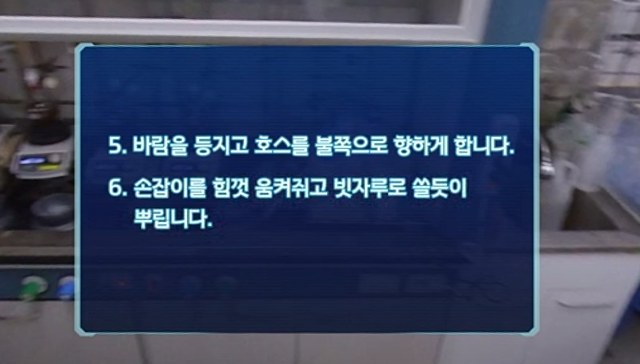 5. 바람을 등지고 호스를 불쪽으로 향하게 합니다.
6. 손잡이를 힘껏 움켜쥐고 빗자루로 쓸듯이
뿌립니다.